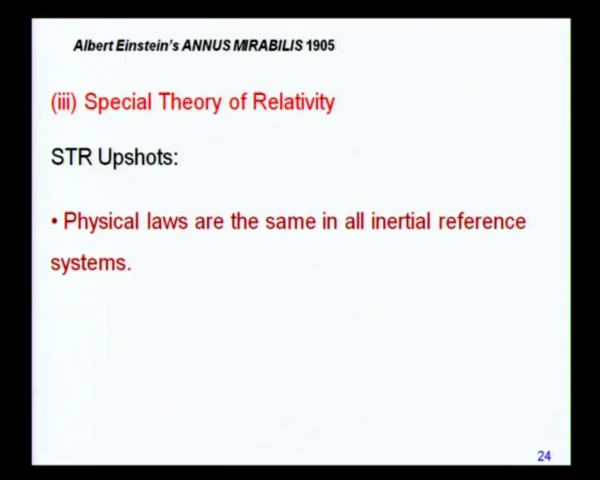 Albert Einstein's ANNUS MIRABILIS 1905
(iii) Special Theory of Relativity
STR Upshots:
• Physical laws are the same in all inertial reference
systems.
24